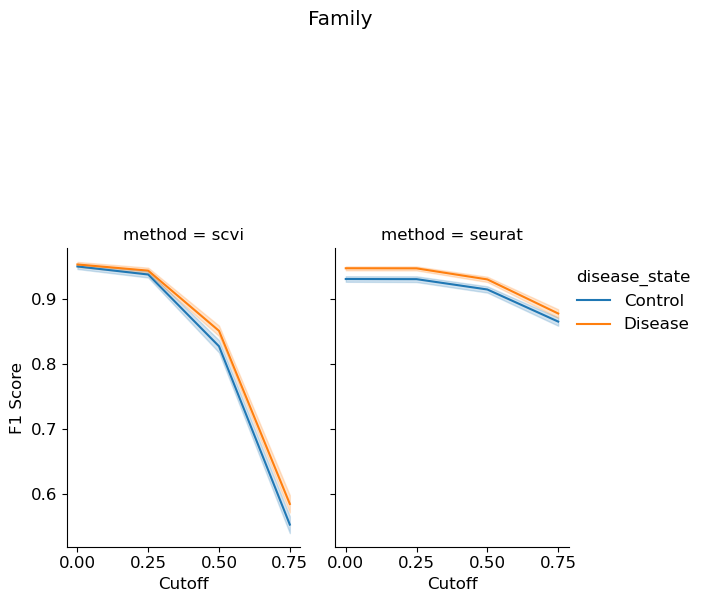 Family
method = scvi
method = seurat
disease_state
Control
Disease
F1 Score
0.9
0.8
0.7
0.6
0.00 0.25 0.50 0.75
0.00 0.25 0.50 0.75
Cutoff
Cutoff